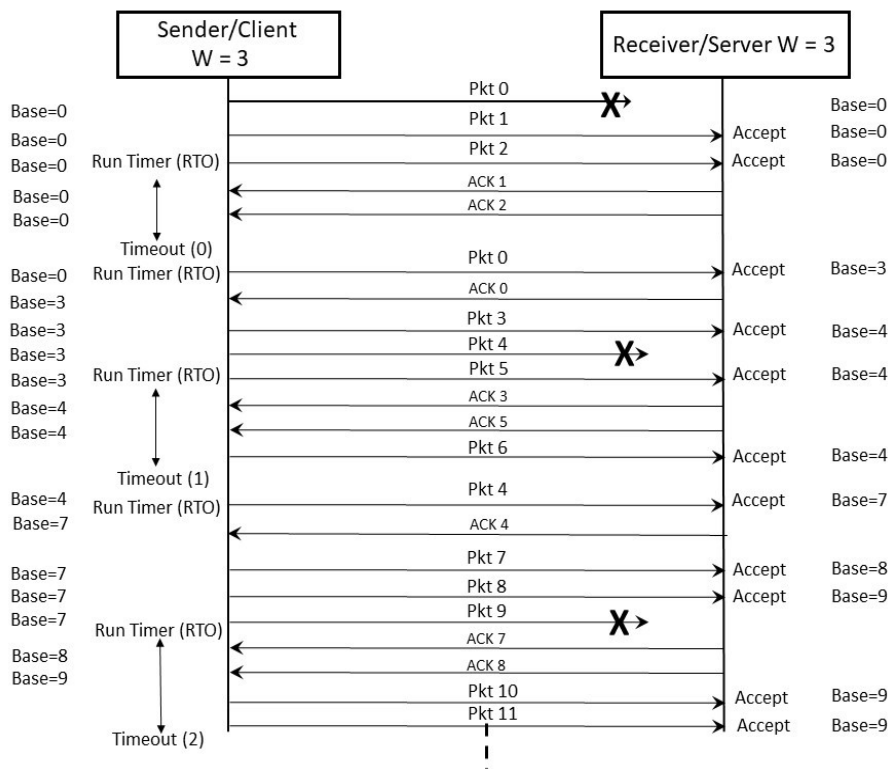 Sender/Client
W = 3
Receiver/Server W = 3
Pkt 0
X
Base=0
Base=0
Pkt 1
Base=0
Accept
Base=0
Pkt 2
Base=0
Run Timer (RTO)
Accept
Base=0
ACK 1
Base=0
ACK 2
Base=0
Timeout (0)
Pkt 0
Base=0
Run Timer (RTO)
Accept
Base=3
ACK 0
Base=3
Pkt 3
Base=3
Accept
Base=4
Pkt 4
X
Base=3
Pkt 5
Base=3
Run Timer (RTO)
Accept
Base=4
ACK 3
Base=4
ACK 5
Base=4
Pkt 6
Accept
Base=4
Timeout (1)
Pkt 4
Base=4
Run Timer (RTO)
Accept
Base=7
Base=7
ACK 4
Pkt 7
Base=7
Accept
Base=8
Pkt 8
Base=7
Accept
Base=9
Pkt 9
X
Base=7
Run Timer (RTO)
ACK 7
Base=8
ACK 8
Base=9
Pkt 10
Accept
Base=9
Pkt 11
Accept
Base=9
Timeout (2)